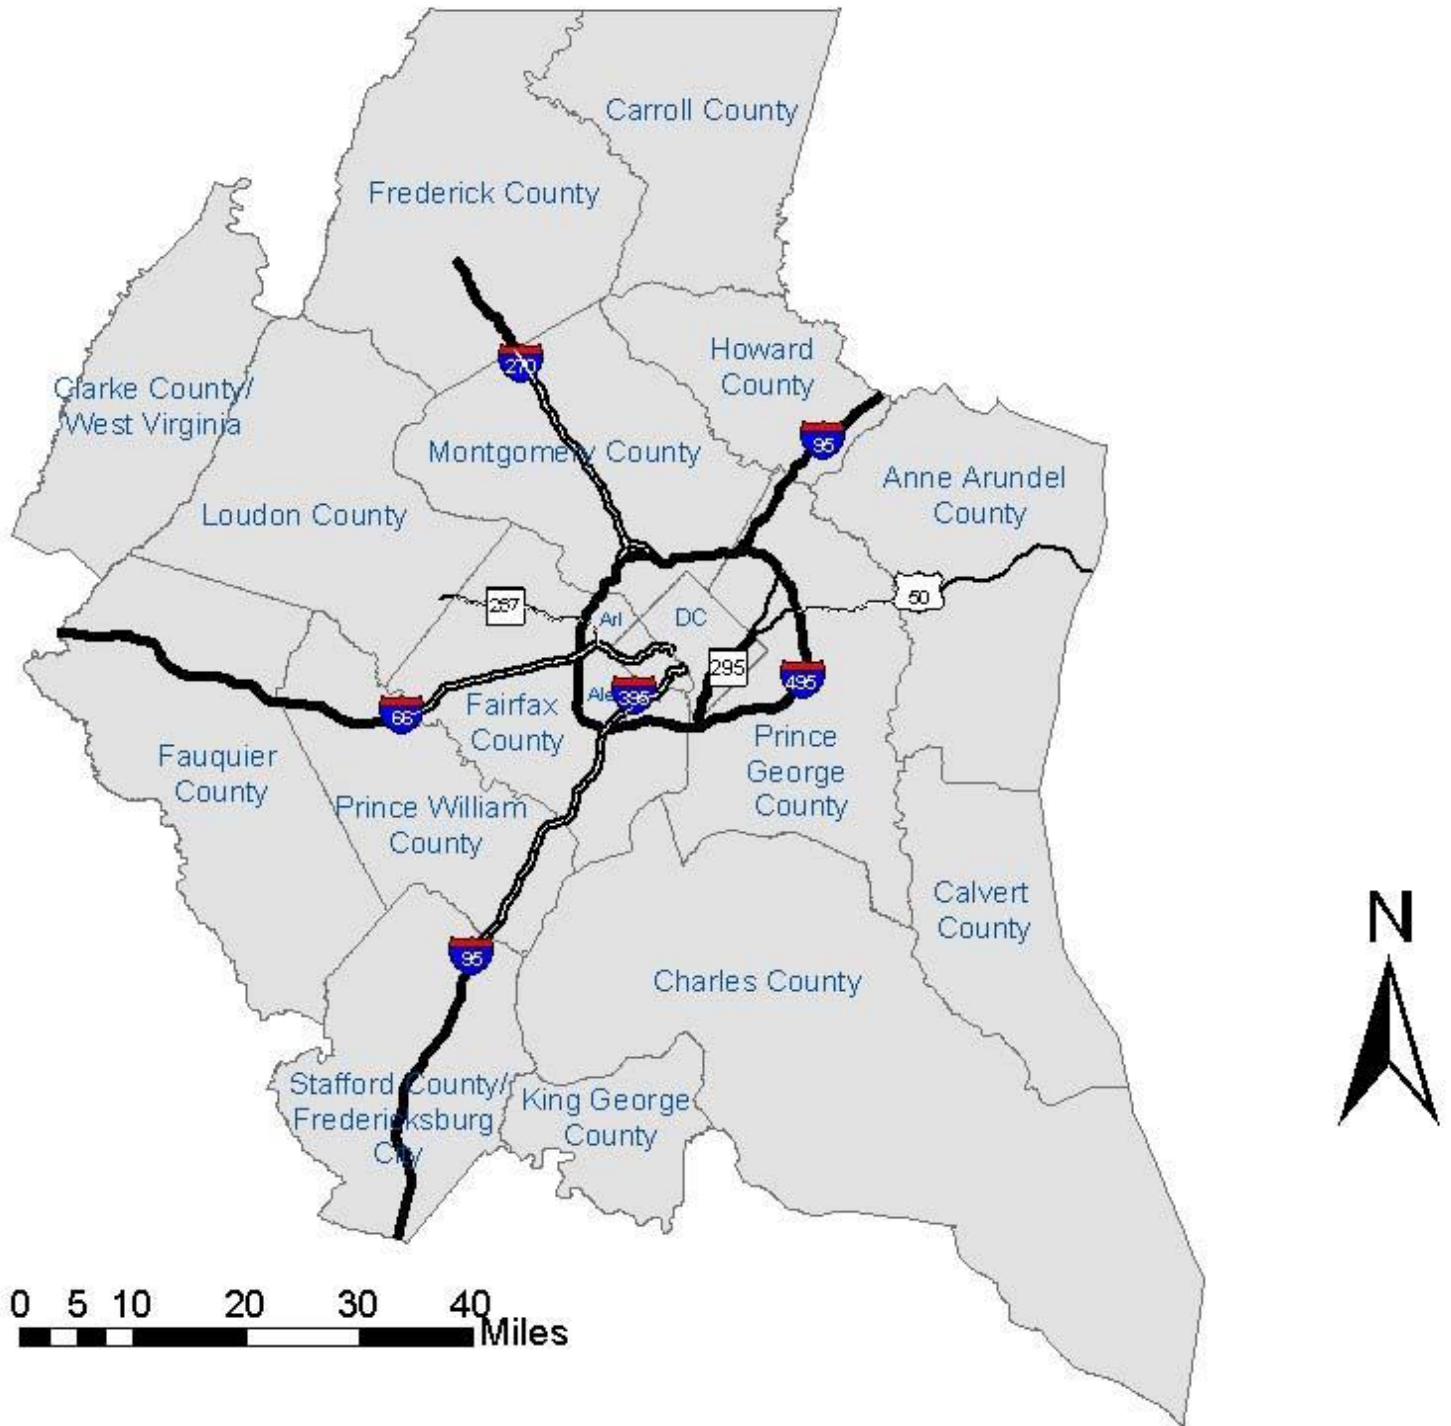 Carroll County
Frederick County
270
Howard
County
Clarke County/
West Virginia
95
Montgomery County
Anne Arundel
County
Loudon County
267
50
Arl
DC
295
495
66
395
Fairfax
County
Prince
George
County
Fauquier
County
Prince William
County
Calvert
County
N
95
Charles County
Stafford County/
Fredericksburg
City
King George
County
0 5 10 20 30 40
Miles